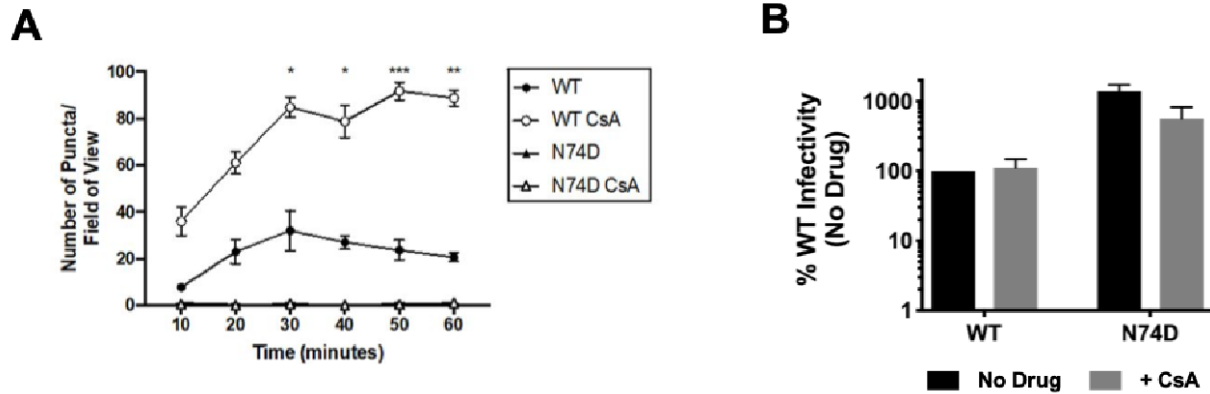 A
Number of Puncta/
Field of View
100
80
60
40
20
0
* * *** **
10 20 30 40 50 60
Time (minutes)
WT
WT CsA
N74D
N74D CsA
B
% WT Infectivity
(No Drug)
1000
100
10
1
WT N74D
No Drug + CsA